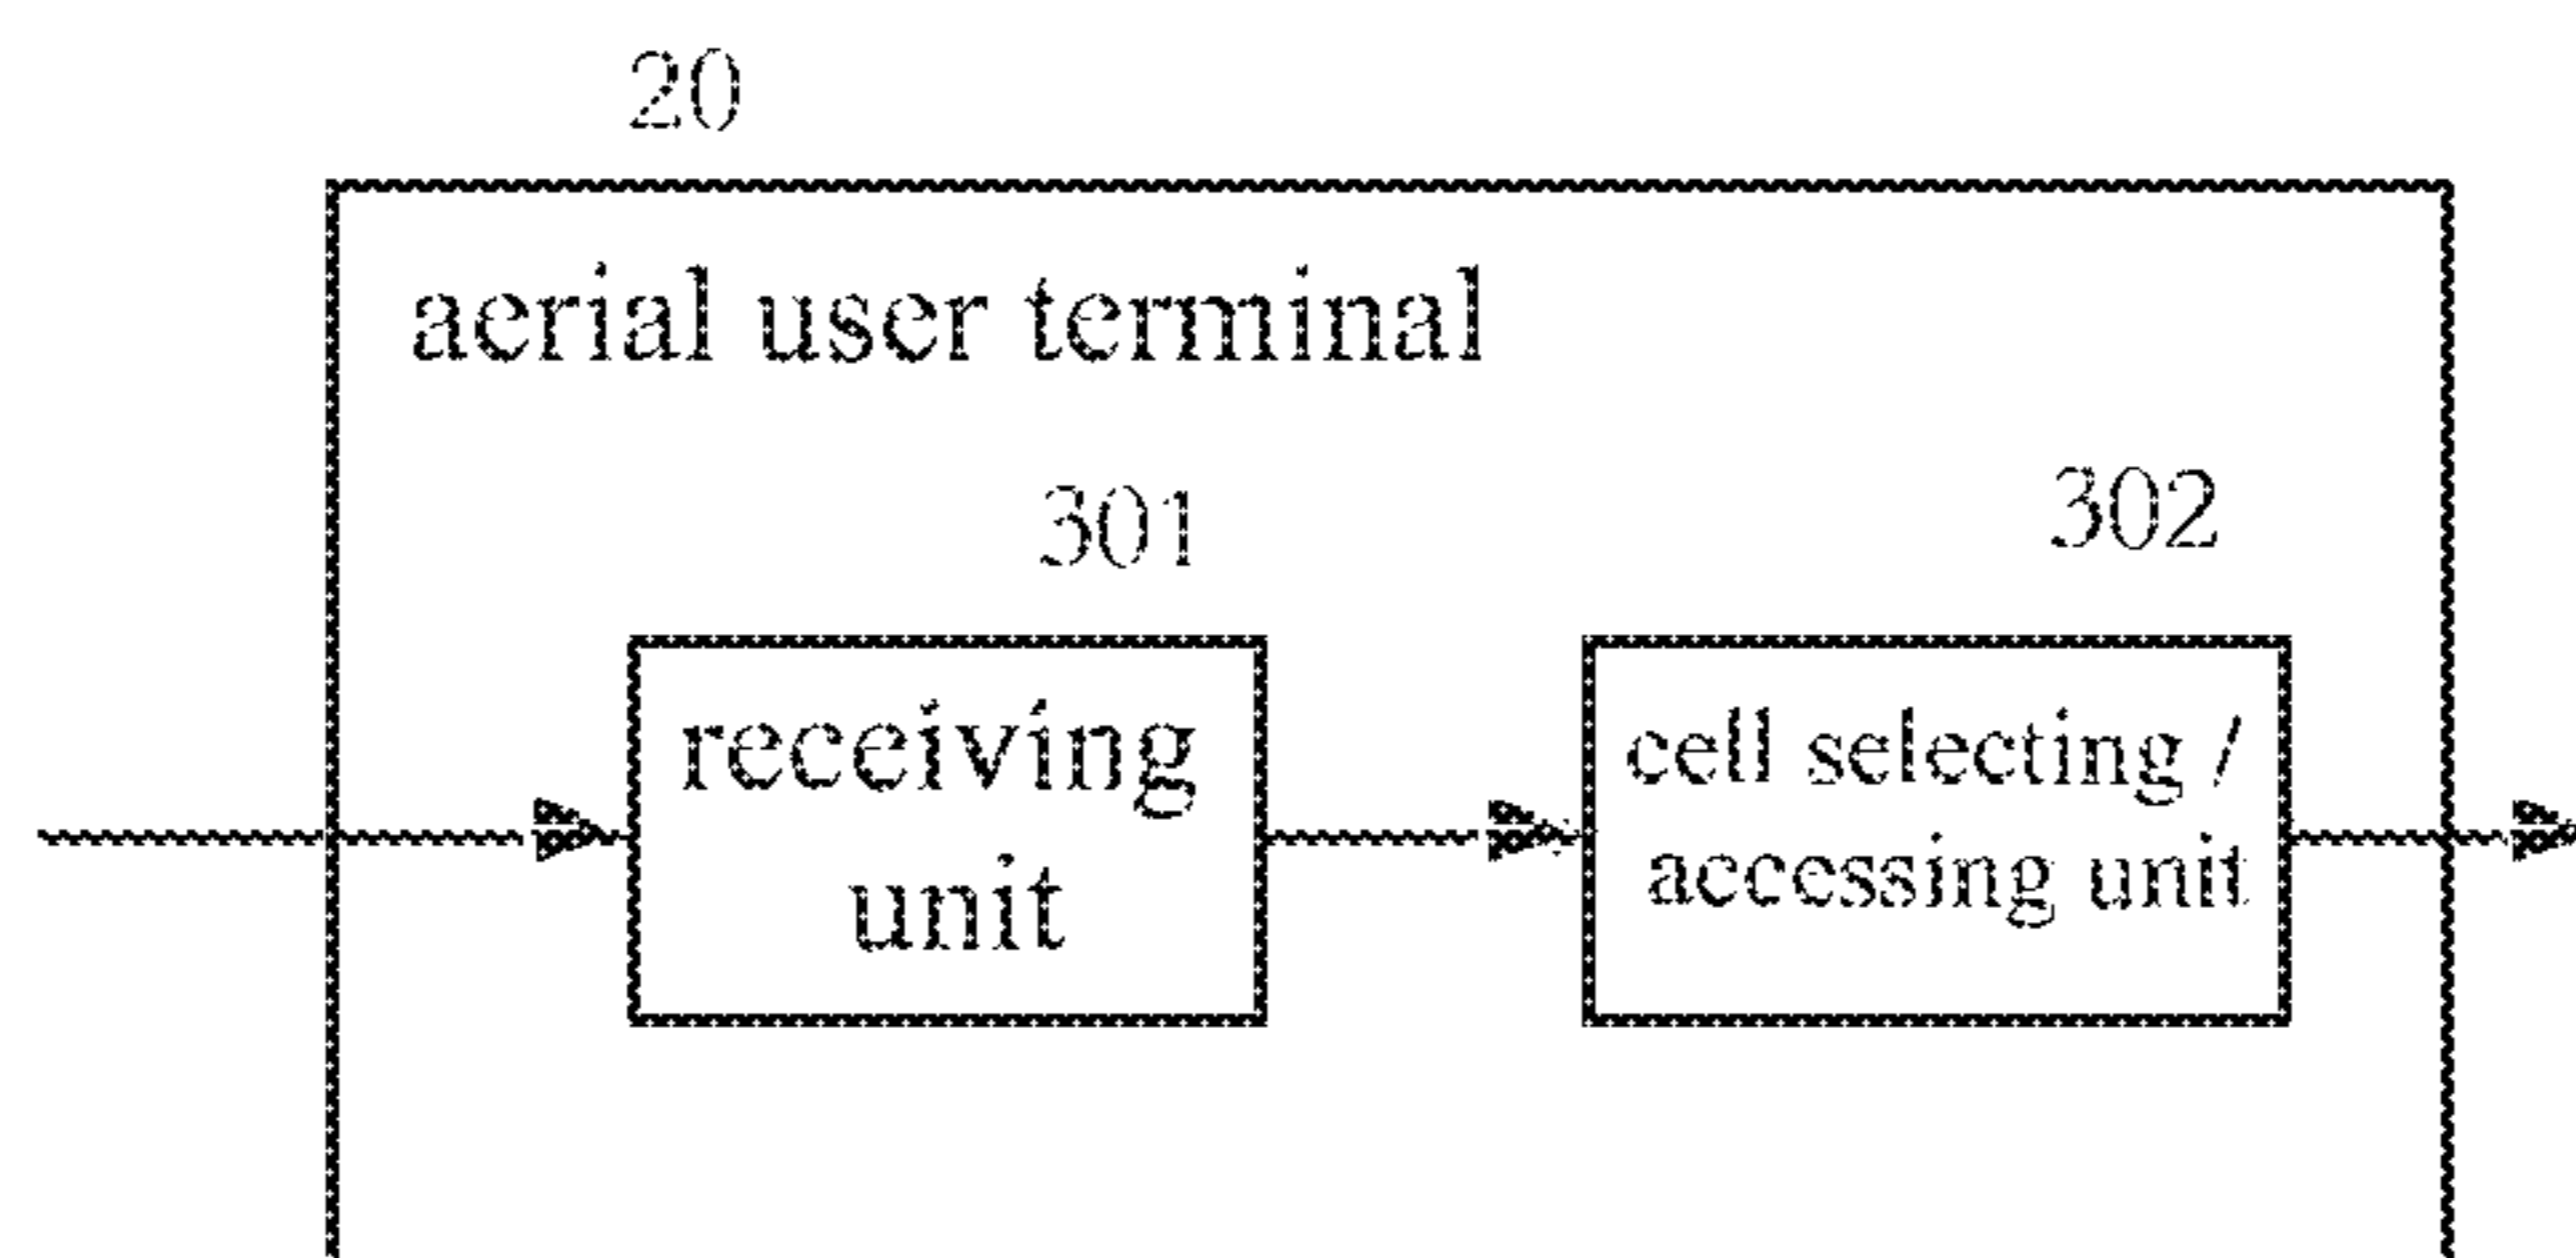 20
aerial user terminal
301
302
receiving
unit
cell selecting /
accessing unit